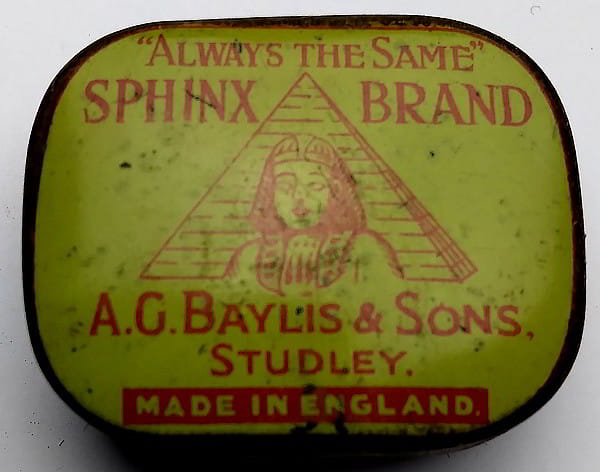 "ALWAYS THE SAME"
SPHINX BRAND
A.G. BAYLIS & SONS,
STUDLEY.
MADE IN ENGLAND.